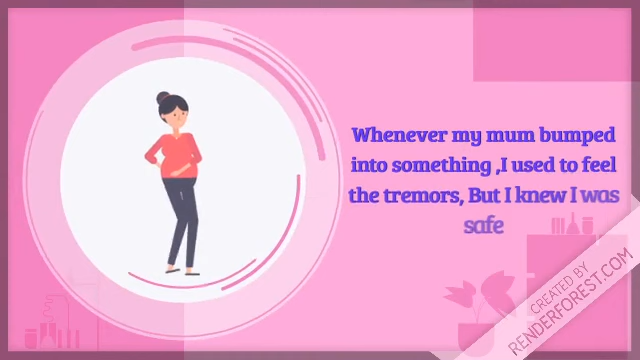 Whenever my mum bumped
into something ,I used to feel
the tremors, But I knew I was
safe
CREATED BY
RENDERFOREST.COM